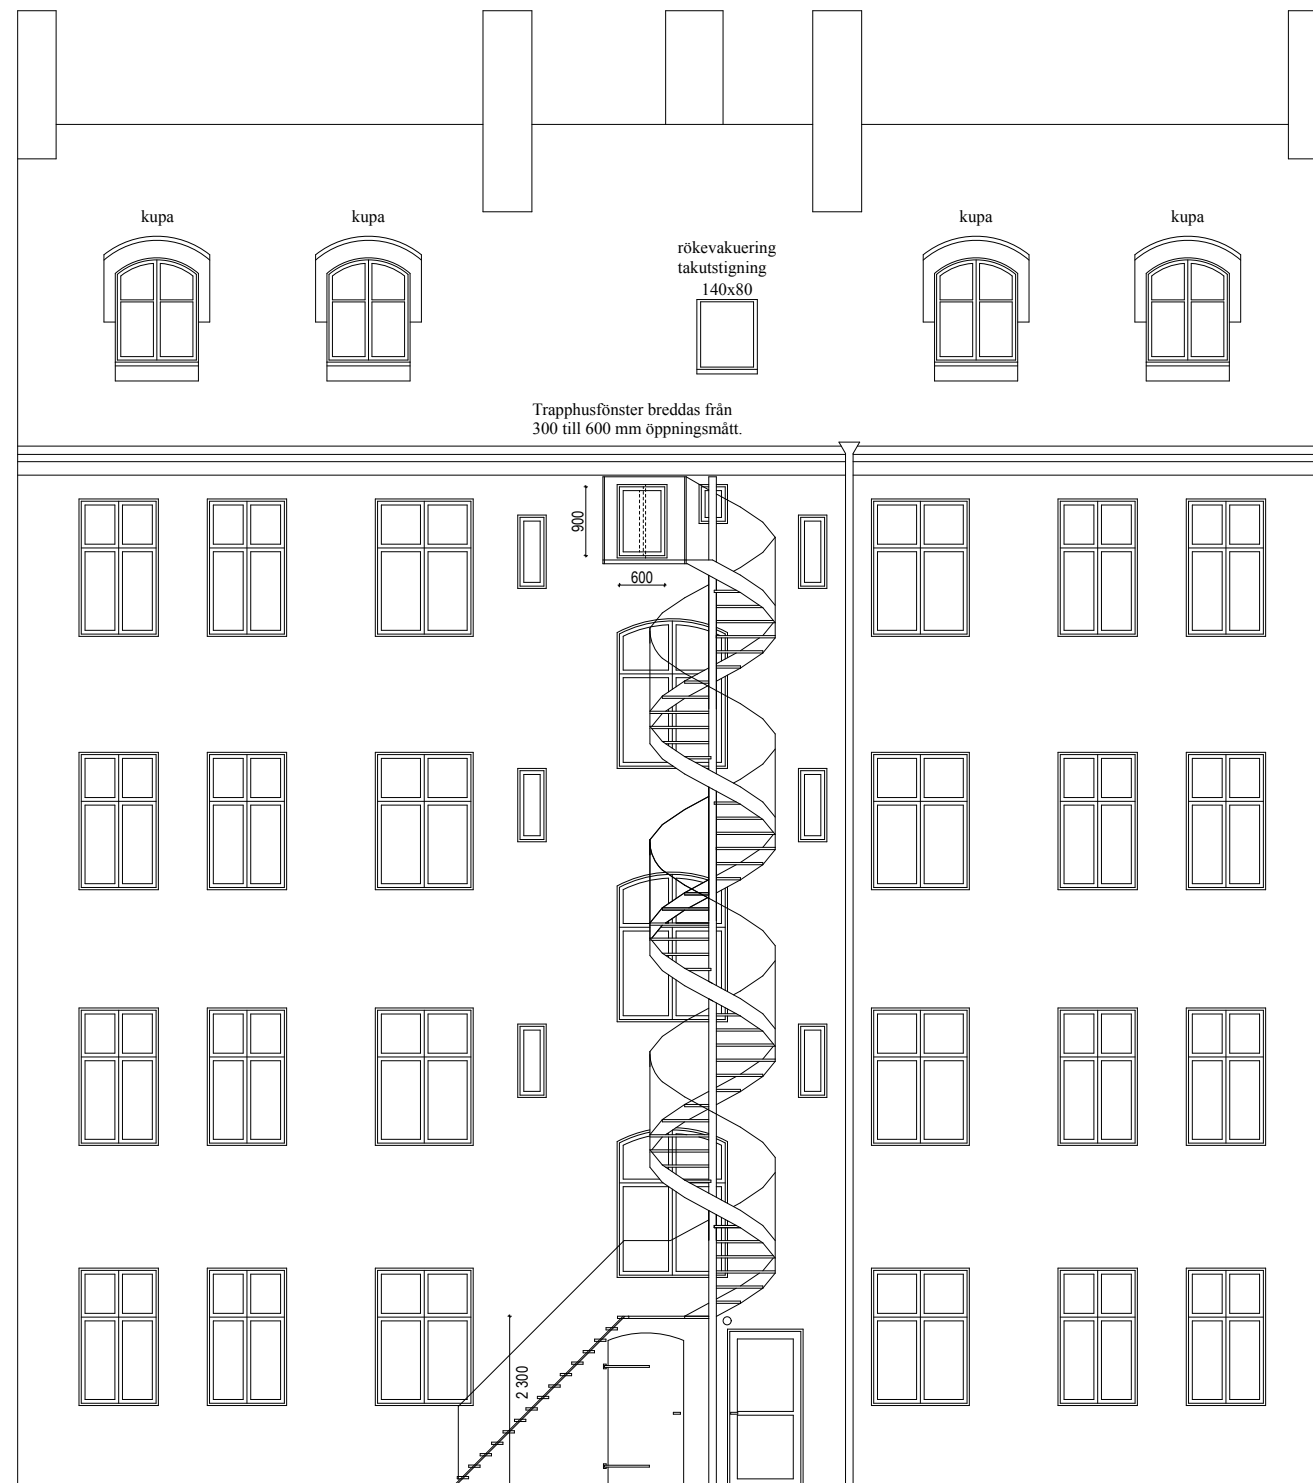 kupa
kupa
kupa
kupa
rökevakuering
takutstigning
140x80
Trapphusfönster breddas från
300 till 600 mm öppningsmått.
900
600
2 300